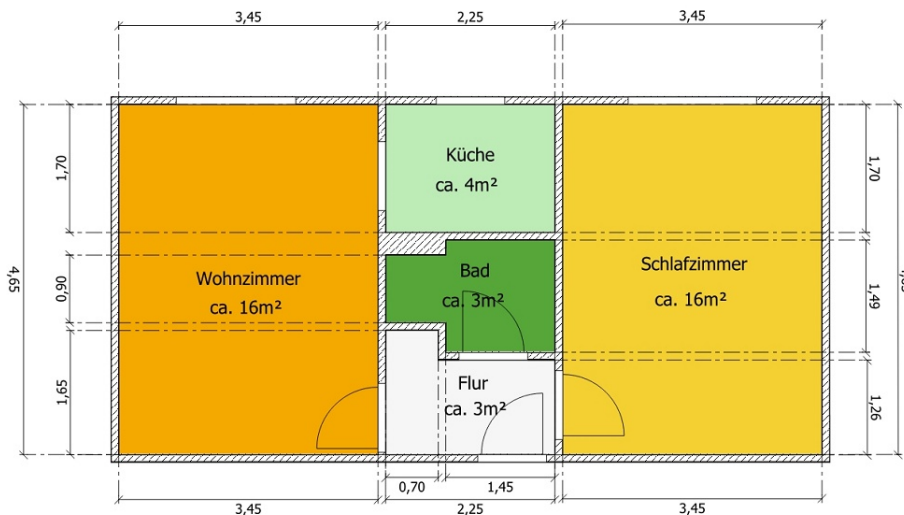 3,45
2,25
3,45
1,70
0,90
1,65
4,65
Küche
ca. 4m²
Wohnzimmer
ca. 16m²
Bad
ca. 3m²
Schlafzimmer
ca. 16m²
Flur
ca. 3m²
1,70
1,49
1,26
0,70
1,45
3,45
2,25
3,45